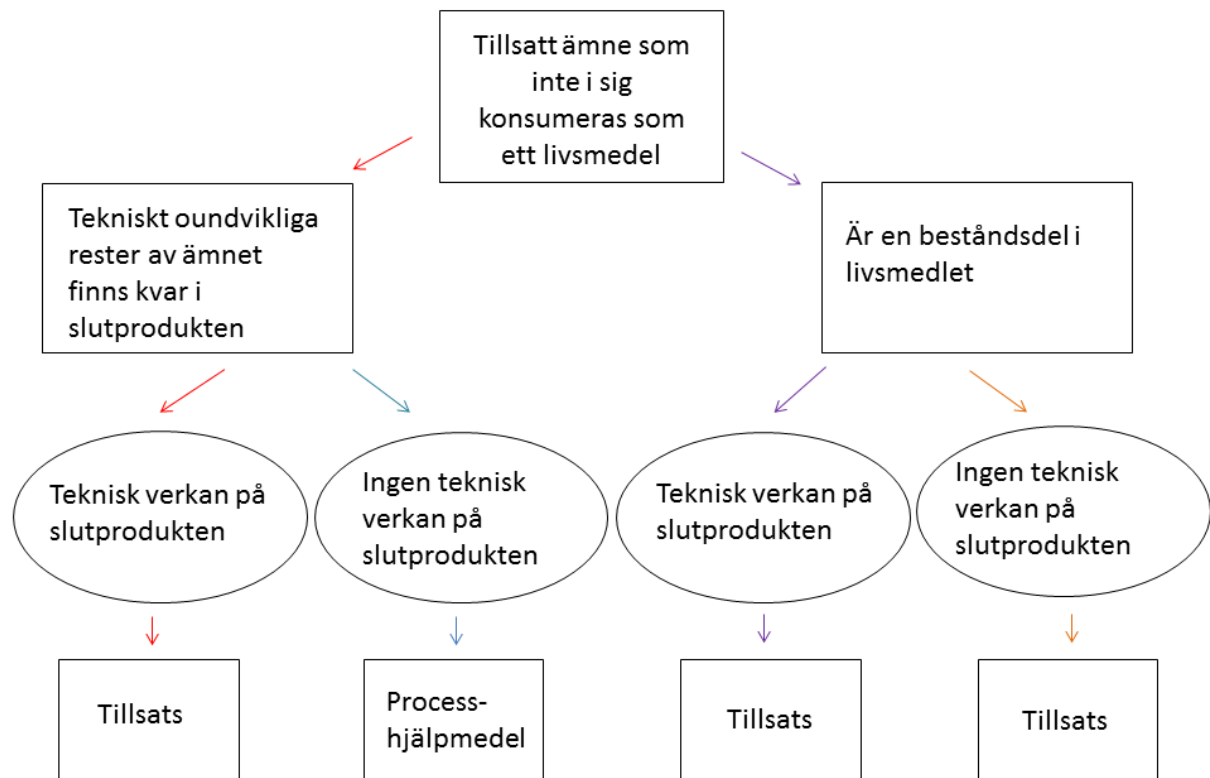 Tillsatt ämne som
inte i sig
konsumeras som
ett livsmedel
Tekniskt oundvikliga
rester av ämnet
finns kvar i
slutprodukten
Är en beståndsdel i
livsmedlet
Teknisk verkan på
slutprodukten
Ingen teknisk
verkan på
slutprodukten
Teknisk verkan på
slutprodukten
Ingen teknisk
verkan på
slutprodukten
Tillsats
Process-
hjälpmedel
Tillsats
Tillsats